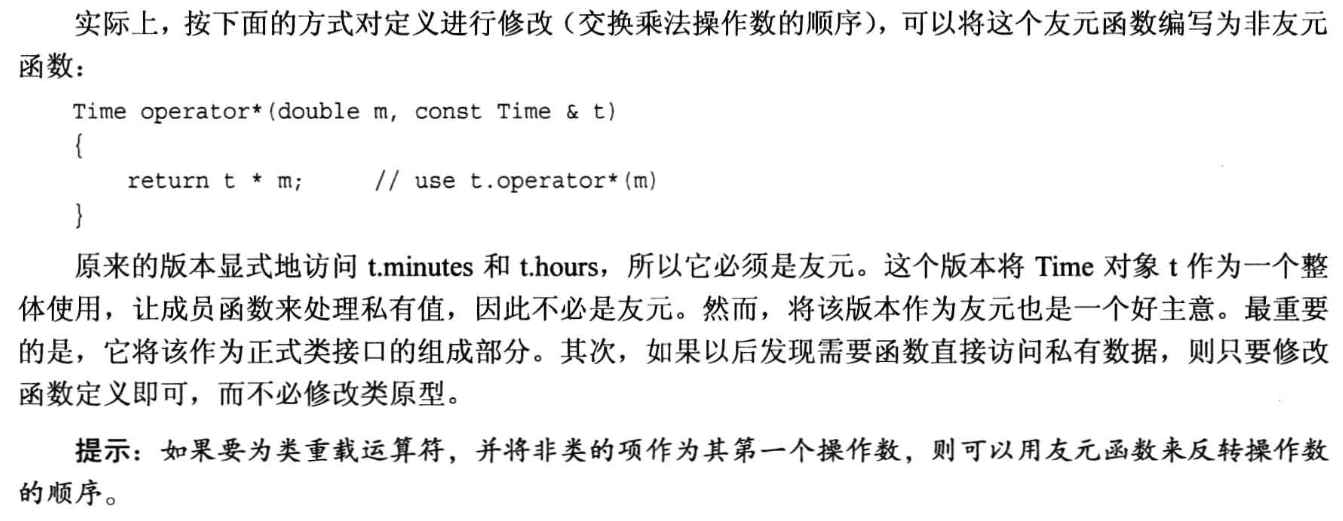 实际上，按下面的方式对定义进行修改（交换乘法操作数的顺序），可以将这个友元函数编写为非友元
函数：
Time operator*(double m, const Time & t)
{
    return t * m;     // use t.operator*(m)
}
原来的版本显式地访问 t.minutes 和 t.hours，所以它必须是友元。这个版本将 Time 对象 t 作为一个整
体使用，让成员函数来处理私有值，因此不必是友元。然而，将该版本作为友元也是一个好主意。最重要
的是，它将该作为正式类接口的组成部分。其次，如果以后发现需要函数直接访问私有数据，则只要修改
函数定义即可，而不必修改类原型。
提示：如果要为类重载运算符，并将非类的项作为其第一个操作数，则可以用友元函数来反转操作数
的顺序。